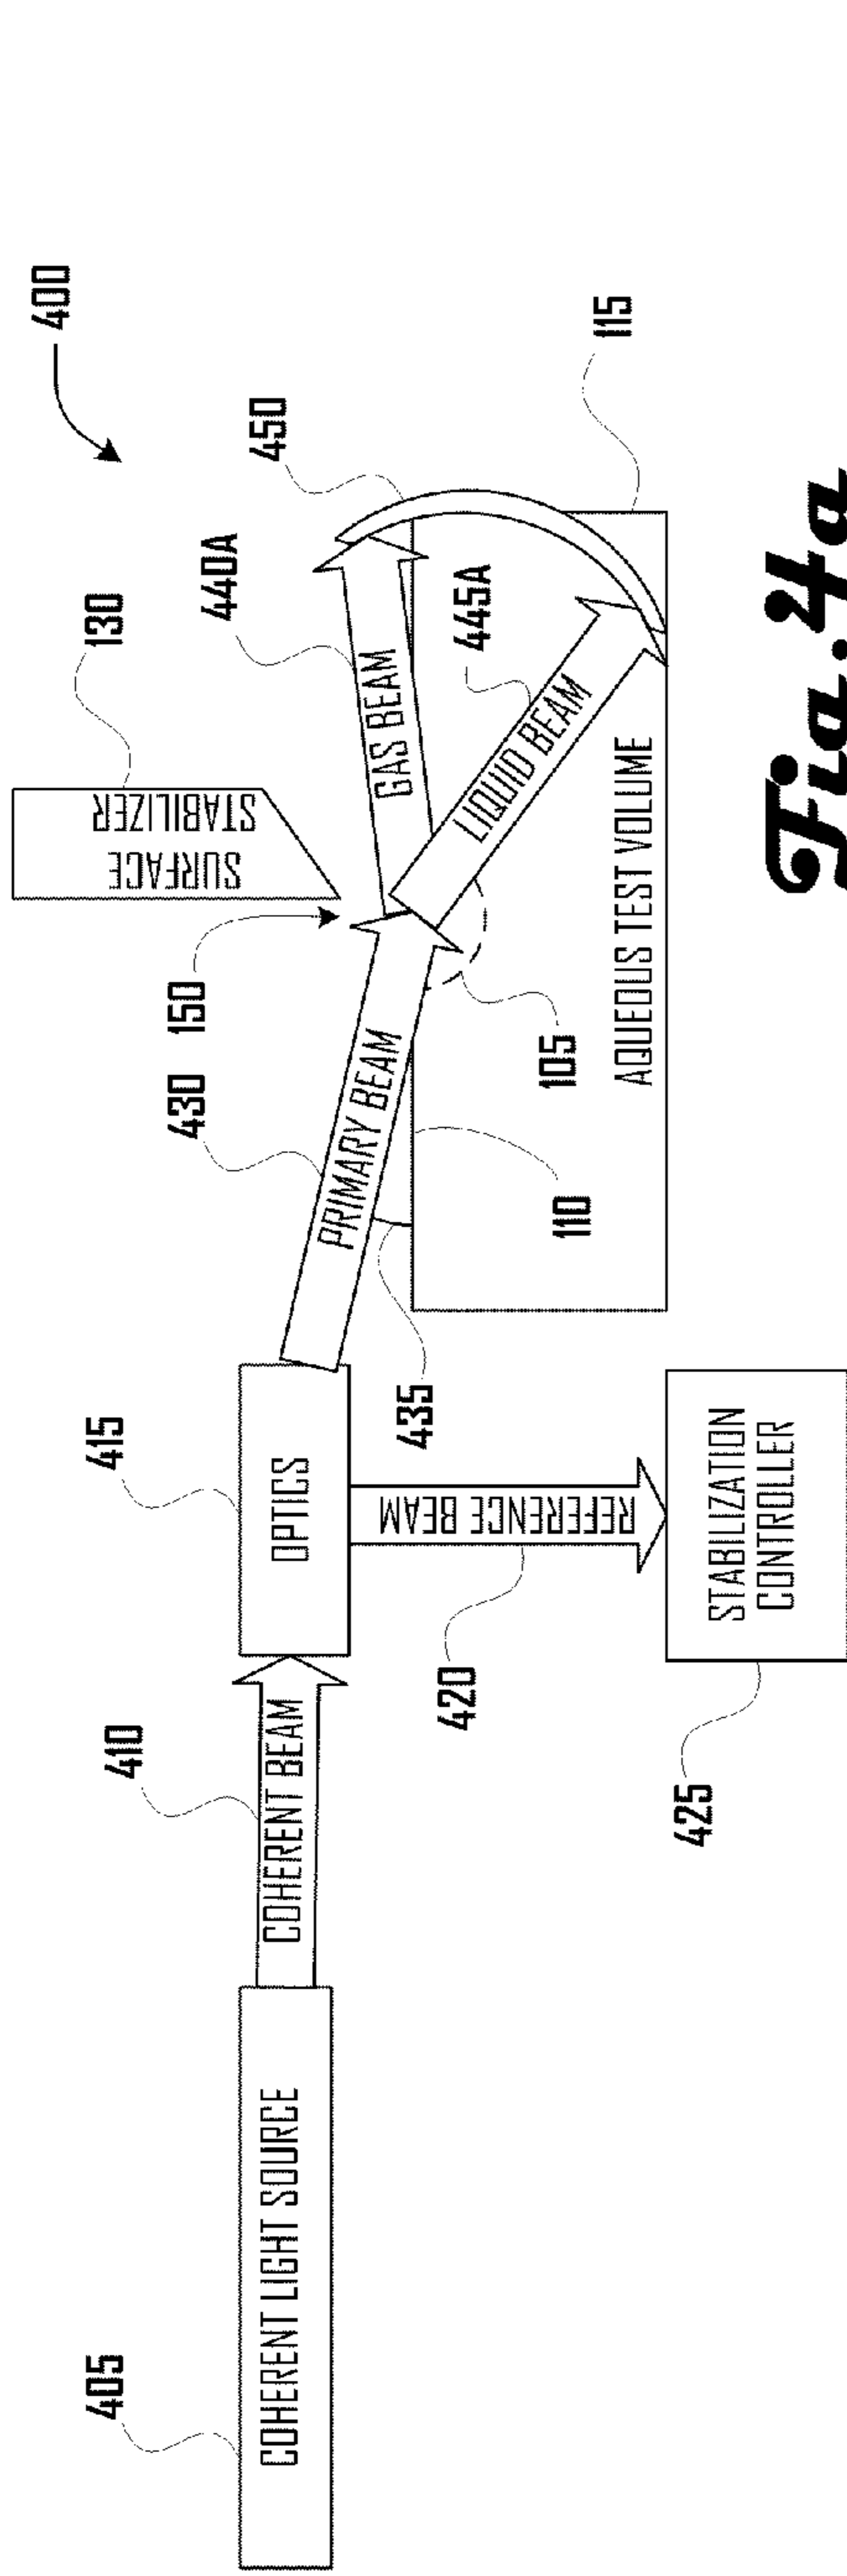 400
130
SURFACE
STABILIZER
150
440A
450
GAS BEAM
430
PRIMARY BEAM
445A
LIQUID BEAM
115
105
110
AQUEOUS TEST VOLUME
435
415
OPTICS
410
COHERENT BEAM
405
COHERENT LIGHT SOURCE
REFERENCE BEAM
420
STABILIZATION
CONTROLLER
425
Fig. 4a